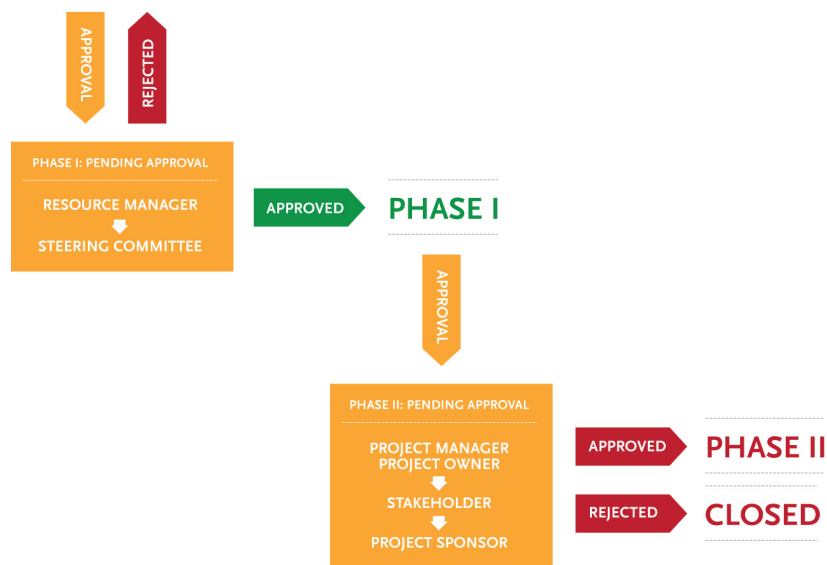 APPROVAL
REJECTED
PHASE I: PENDING APPROVAL
RESOURCE MANAGER
STEERING COMMITTEE
APPROVED
PHASE I
APPROVAL
PHASE II: PENDING APPROVAL
PROJECT MANAGER
PROJECT OWNER
STAKEHOLDER
PROJECT SPONSOR
APPROVED
PHASE II
REJECTED
CLOSED